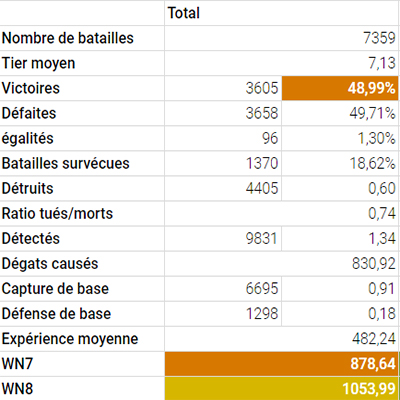 Total
Nombre de batailles 7359
Tier moyen 7,13
Victoires 3605 48,99%
Défaites 3658 49,71%
égalités 96 1,30%
Batailles survécues 1370 18,62%
Détruits 4405 0,60
Ratio tués/morts 0,74
Détectés 9831 1,34
Dégats causés 830,92
Capture de base 6695 0,91
Défense de base 1298 0,18
Expérience moyenne 482,24
WN7 878,64
WN8 1053,99